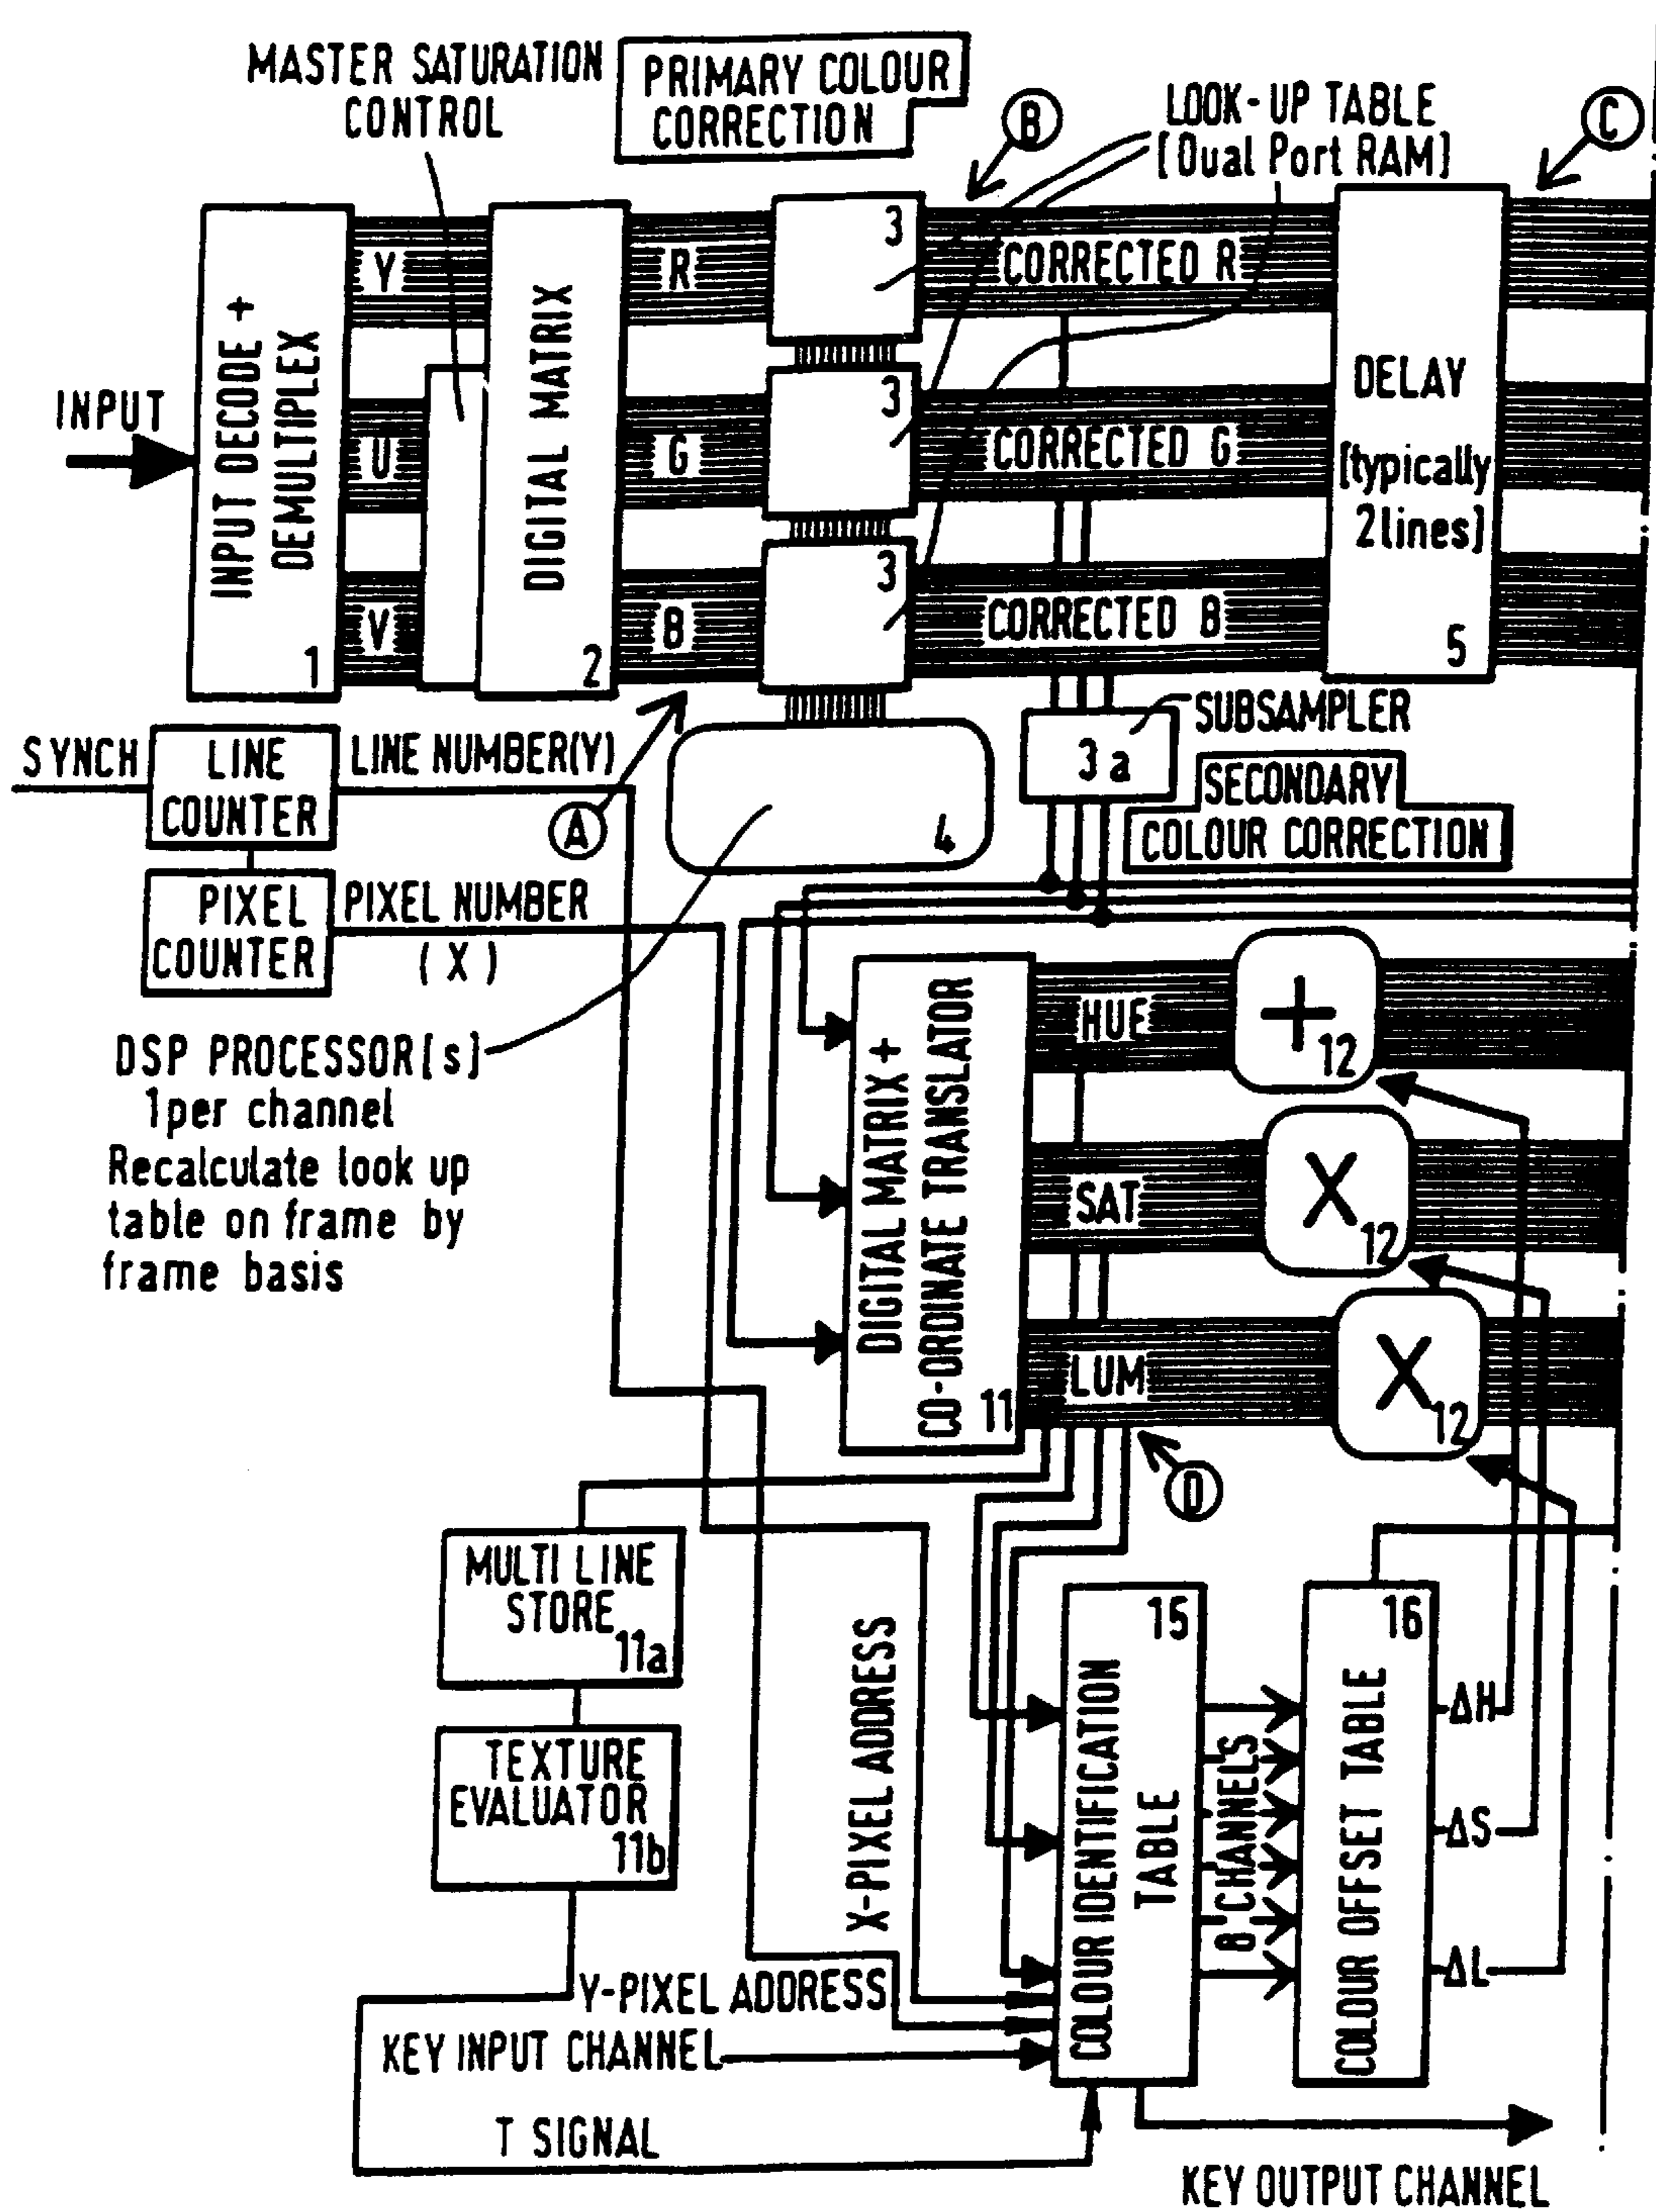 MASTER SATURATION
CONTROL
PRIMARY COLOUR
CORRECTION
B
LOOK-UP TABLE
[Dual Port RAM]
C
INPUT
INPUT DECODE +
DEMULTIPLEX
1
Y
U
V
DIGITAL MATRIX
2
R
G
B
3
3
3
CORRECTED R
CORRECTED G
CORRECTED B
DELAY
[typically
2lines]
5
SYNCH
LINE
COUNTER
LINE NUMBER(Y)
A
4
3a
SUBSAMPLER
SECONDARY
COLOUR CORRECTION
PIXEL
COUNTER
PIXEL NUMBER
(X)
DSP PROCESSOR[s]
1per channel
Recalculate look up
table on frame by
frame basis
DIGITAL MATRIX +
CO-ORDINATE TRANSLATOR
11
HUE
SAT
LUM
+
12
X
12
X
12
D
MULTI LINE
STORE
11a
TEXTURE
EVALUATOR
11b
X-PIXEL ADDRESS
Y-PIXEL ADDRESS
KEY INPUT CHANNEL
T SIGNAL
15
COLOUR IDENTIFICATION
TABLE
8 CHANNELS
16
COLOUR OFFSET TABLE
ΔH
ΔS
ΔL
KEY OUTPUT CHANNEL